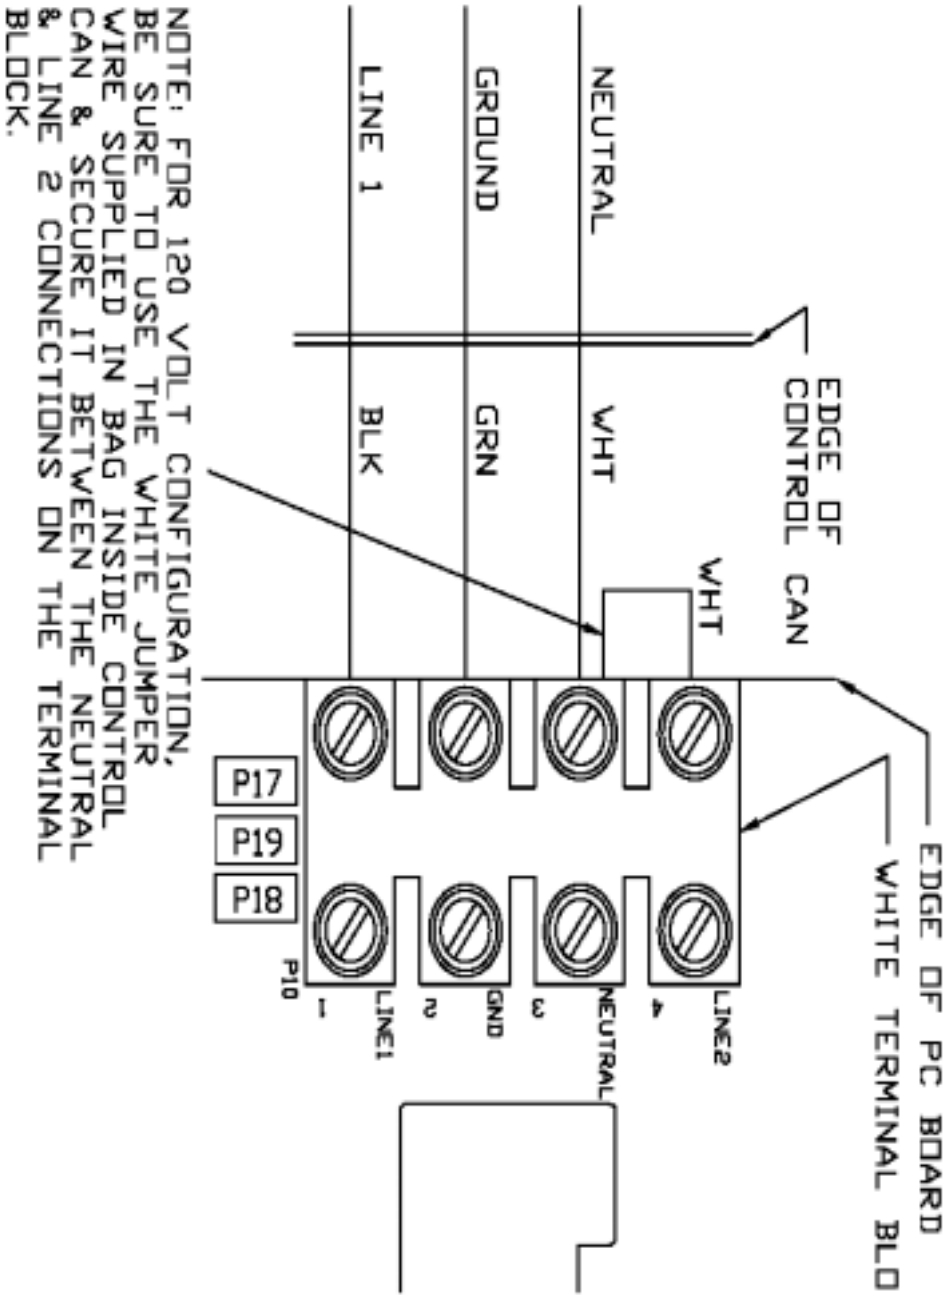 EDGE OF PC BOARD
WHITE TERMINAL BLO
EDGE OF
CONTROL CAN
WHT
LINE2
4
NEUTRAL
WHT
NEUTRAL
3
GROUND
GRN
GND
2
LINE 1
BLK
LINE1
1
P10
P17
P19
P18
NOTE: FOR 120 VOLT CONFIGURATION,
BE SURE TO USE THE WHITE JUMPER
WIRE SUPPLIED IN BAG INSIDE CONTROL
CAN & SECURE IT BETWEEN THE NEUTRAL
& LINE 2 CONNECTIONS ON THE TERMINAL
BLOCK.